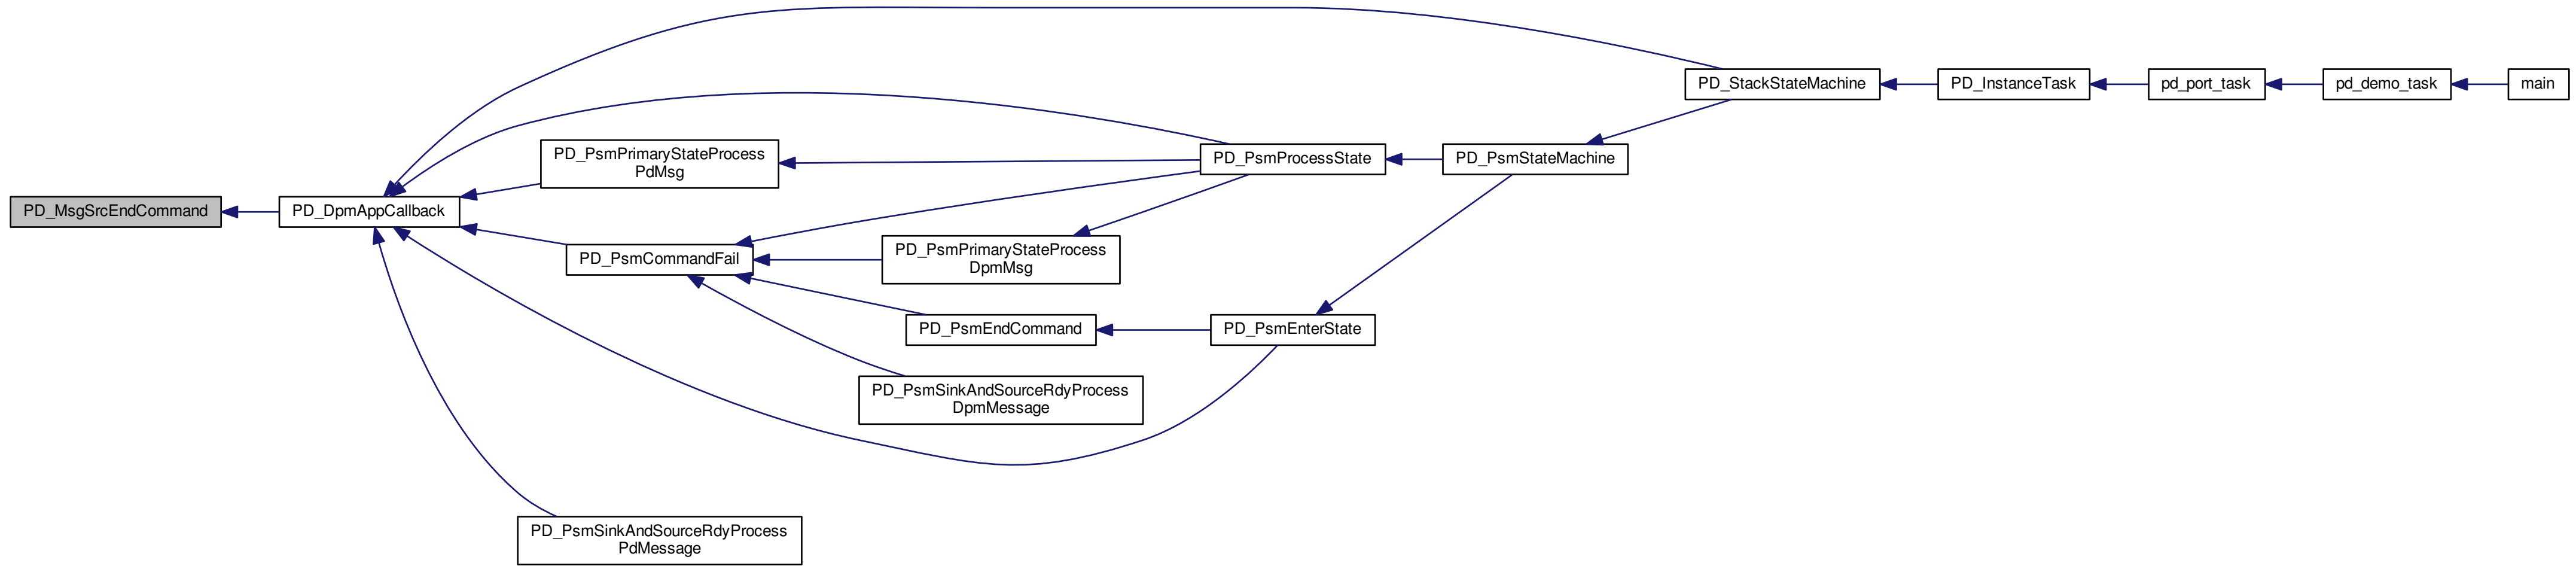 PD_StackStateMachine
PD_InstanceTask
pd_port_task
pd_demo_task
main
PD_PsmPrimaryStateProcess
PdMsg
PD_PsmProcessState
PD_PsmStateMachine
PD_MsgSrcEndCommand
PD_DpmAppCallback
PD_PsmCommandFail
PD_PsmPrimaryStateProcess
DpmMsg
PD_PsmEndCommand
PD_PsmEnterState
PD_PsmSinkAndSourceRdyProcess
DpmMessage
PD_PsmSinkAndSourceRdyProcess
PdMessage